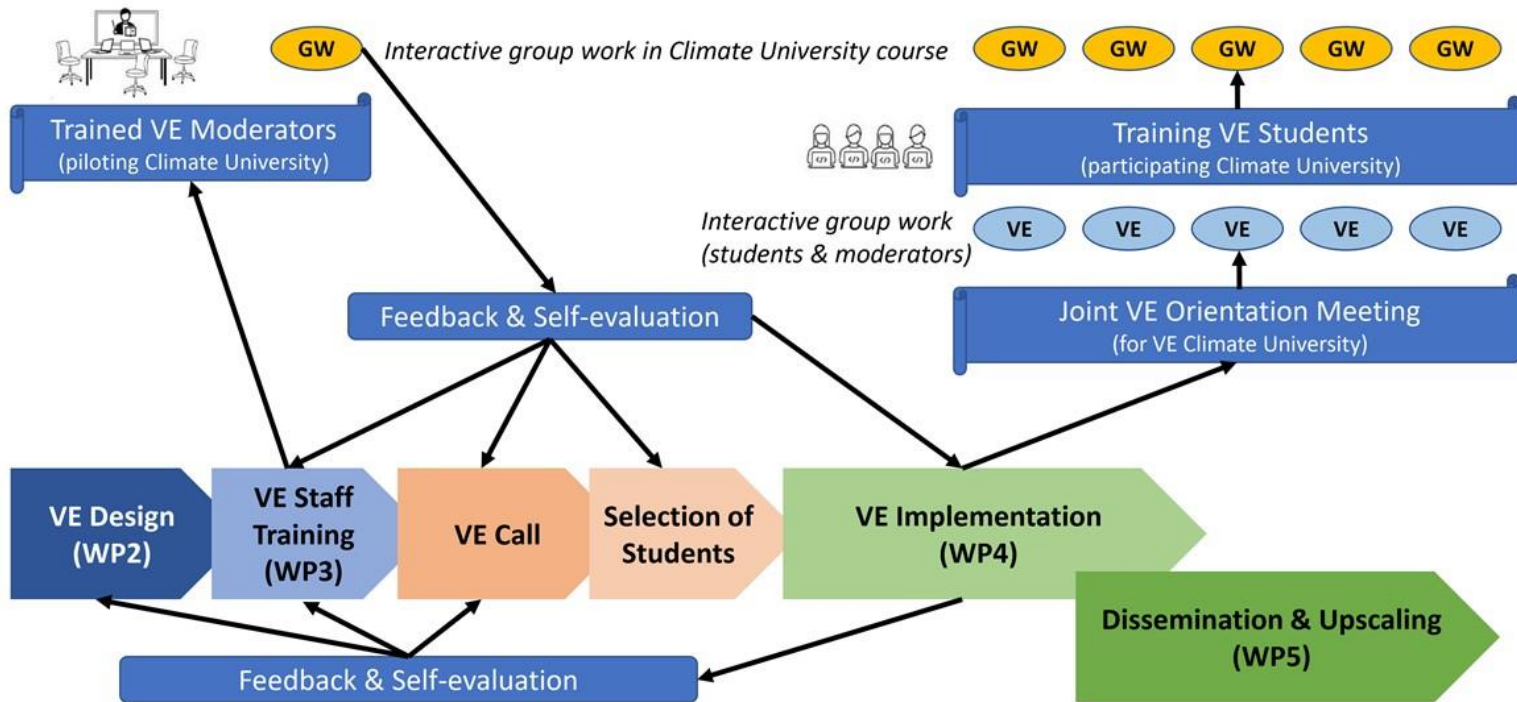 GW
Interactive group work in Climate University course
GW
GW
GW
GW
GW
Trained VE Moderators
(piloting Climate University)
Training VE Students
(participating Climate University)
Interactive group work
(students & moderators)
VE
VE
VE
VE
VE
Feedback & Self-evaluation
Joint VE Orientation Meeting
(for VE Climate University)
VE Design
(WP2)
VE Staff
Training
(WP3)
VE Call
Selection of
Students
VE Implementation
(WP4)
Dissemination & Upscaling
(WP5)
Feedback & Self-evaluation